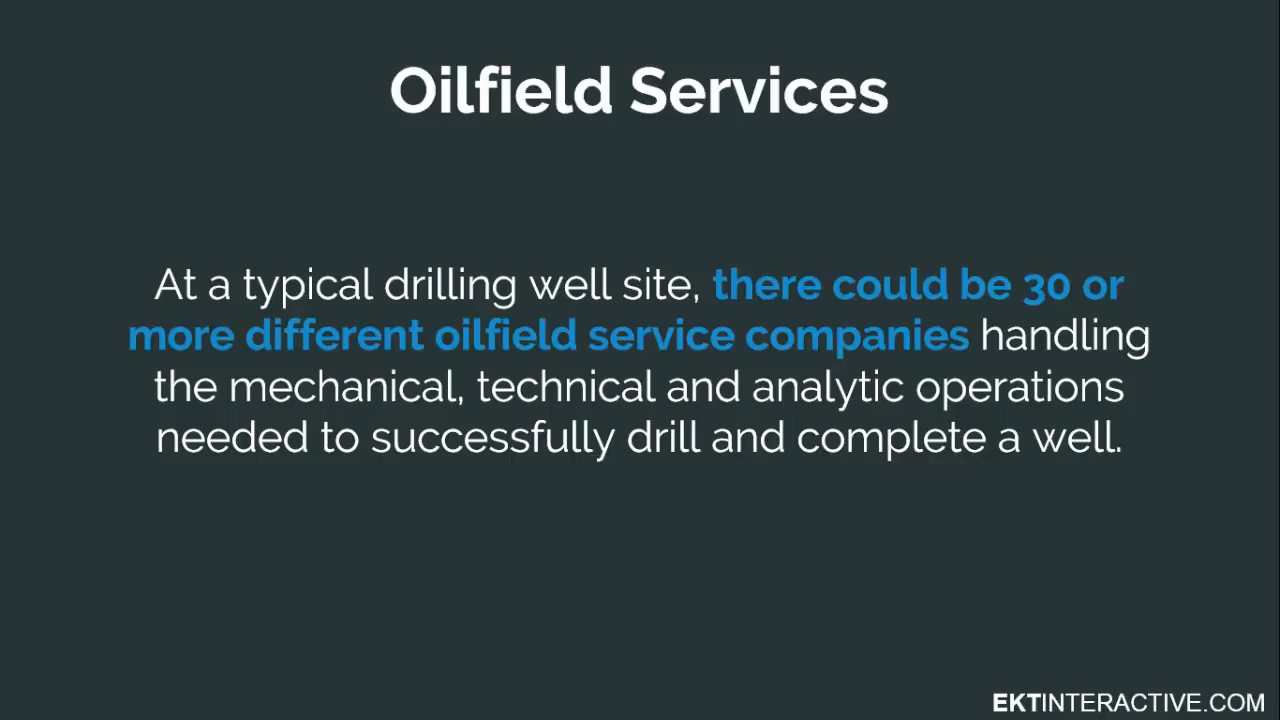 Oilfield Services
At a typical drilling well site, there could be 30 or
more different oilfield service companies handling
the mechanical, technical and analytic operations
needed to successfully drill and complete a well.
EKTINTERACTIVE.COM